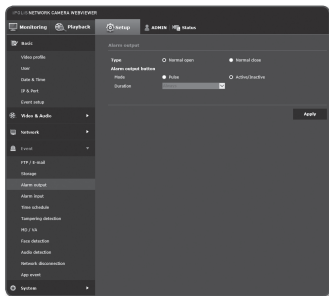 iPOLiS NETWORK CAMERA WEBVIEWER
Monitoring
Playback
Setup
ADMIN
Status
Basic
Video profile
User
Date & Time
IP & Port
Event setup
Video & Audio
Network
Event
FTP / E-mail
Storage
Alarm output
Alarm input
Time schedule
Tampering detection
MD / VA
Face detection
Audio detection
Network disconnection
App event
System
Alarm output
Type
Normal open
Normal close
Alarm output button
Mode
Pulse
Active/Inactive
Duration
Apply